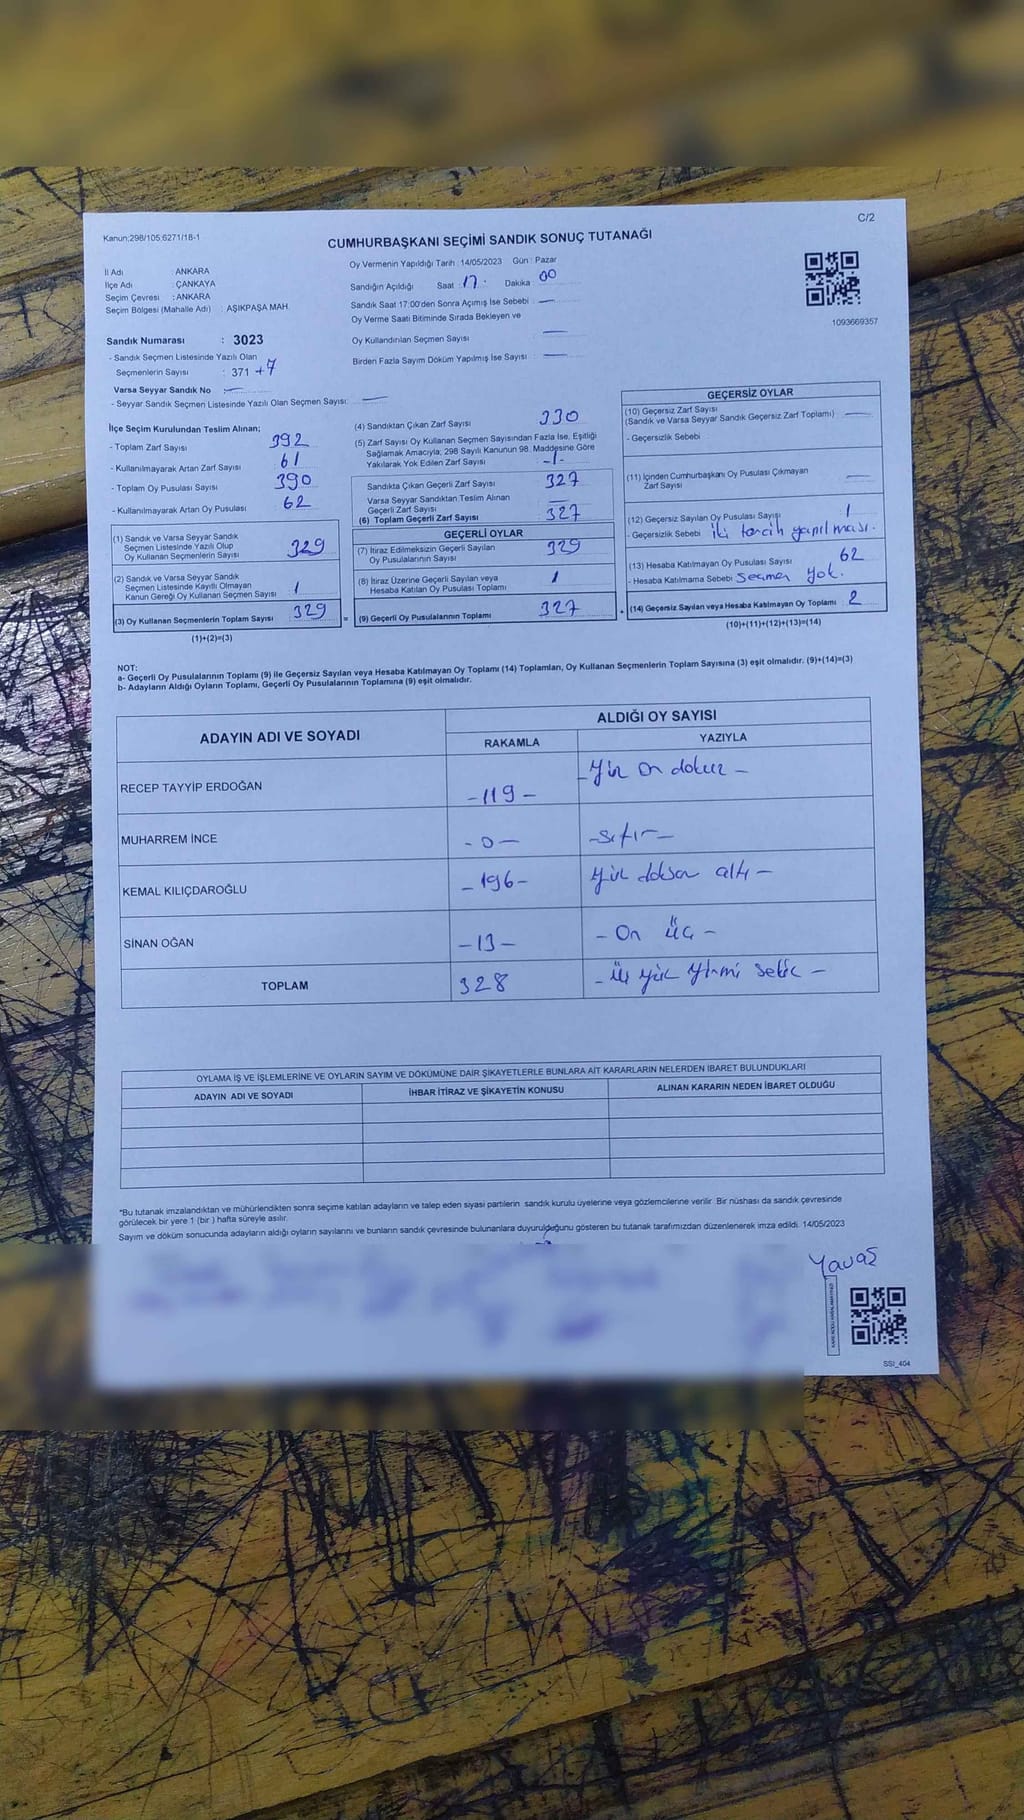 C/2
Kanun:298/105;6271/18-1
CUMHURBAŞKANI SEÇİMİ SANDIK SONUÇ TUTANAĞI
İl Adı : ANKARA
İlçe Adı : ÇANKAYA
Seçim Çevresi : ANKARA
Seçim Bölgesi (Mahalle Adı) : AŞIKPAŞA MAH.
Oy Vermenin Yapıldığı Tarih : 14/05/2023 Gün : Pazar
Sandığın Açıldığı Saat : 17 . Dakika : 00
Sandık Saat 17:00'den Sonra Açımış İse Sebebi : —
Oy Verme Saati Bitiminde Sırada Bekleyen ve
Oy Kullandırılan Seçmen Sayısı —
Birden Fazla Sayım Döküm Yapılmış İse Sayısı : —
1093669357
Sandık Numarası : 3023
- Sandık Seçmen Listesinde Yazılı Olan
Seçmenlerin Sayısı : 371 +7
Varsa Seyyar Sandık No : —
- Seyyar Sandık Seçmen Listesinde Yazılı Olan Seçmen Sayısı: —
İlçe Seçim Kurulundan Teslim Alınan;
- Toplam Zarf Sayısı 392
- Kullanılmayarak Artan Zarf Sayısı 61
- Toplam Oy Pusulası Sayısı 390
- Kullanılmayarak Artan Oy Pusulası 62
(1) Sandık ve Varsa Seyyar Sandık
Seçmen Listesinde Yazılı Olup
Oy Kullanan Seçmenlerin Sayısı 329
(2) Sandık ve Varsa Seyyar Sandık
Seçmen Listesinde Kayıtlı Olmayan
Kanun Gereği Oy Kullanan Seçmen Sayısı 1
(3) Oy Kullanan Seçmenlerin Toplam Sayısı 329 =
(1)+(2)=(3)
(4) Sandıktan Çıkan Zarf Sayısı 330
(5) Zarf Sayısı Oy Kullanan Seçmen Sayısından Fazla İse, Eşitliği
Sağlamak Amacıyla; 298 Sayılı Kanunun 98. Maddesine Göre
Yakılarak Yok Edilen Zarf Sayısı -1-
Sandıkta Çıkan Geçerli Zarf Sayısı 327
Varsa Seyyar Sandıktan Teslim Alınan
Geçerli Zarf Sayısı —
(6) Toplam Geçerli Zarf Sayısı 327
GEÇERLİ OYLAR
(7) İtiraz Edilmeksizin Geçerli Sayılan
Oy Pusulalarının Sayısı 329
(8) İtiraz Üzerine Geçerli Sayılan veya
Hesaba Katılan Oy Pusulası Toplamı 1
(9) Geçerli Oy Pusulalarının Toplamı 327 +
GEÇERSİZ OYLAR
(10) Geçersiz Zarf Sayısı
(Sandık ve Varsa Seyyar Sandık Geçersiz Zarf Toplamı) —
- Geçersizlik Sebebi
(11) İçinden Cumhurbaşkanı Oy Pusulası Çıkmayan
Zarf Sayısı —
(12) Geçersiz Sayılan Oy Pusulası Sayısı 1
- Geçersizlik Sebebi iki tercih yapılması.
(13) Hesaba Katılmayan Oy Pusulası Sayısı 62
- Hesaba Katılmama Sebebi Seçmen yok.
(14) Geçersiz Sayılan veya Hesaba Katılmayan Oy Toplamı 2
(10)+(11)+(12)+(13)=(14)
NOT:
a- Geçerli Oy Pusulalarının Toplamı (9) ile Geçersiz Sayılan veya Hesaba Katılmayan Oy Toplamı (14) Toplamları, Oy Kullanan Seçmenlerin Toplam Sayısına (3) eşit olmalıdır. (9)+(14)=(3)
b- Adayların Aldığı Oyların Toplamı, Geçerli Oy Pusulalarının Toplamına (9) eşit olmalıdır.
ADAYIN ADI VE SOYADI
ALDIĞI OY SAYISI
RAKAMLA YAZIYLA
RECEP TAYYİP ERDOĞAN -119- -Yüz on dokuz-
MUHARREM İNCE -0- -sıfır-
KEMAL KILIÇDAROĞLU -196- Yüz doksan altı-
SİNAN OĞAN -13- -On üç-
TOPLAM 328 -üç yüz yirmi sekiz-
OYLAMA İŞ VE İŞLEMLERİNE VE OYLARIN SAYIM VE DÖKÜMÜNE DAİR ŞİKAYETLERLE BUNLARA AİT KARARLARIN NELERDEN İBARET BULUNDUKLARI
ADAYIN ADI VE SOYADI İHBAR İTİRAZ VE ŞİKAYETİN KONUSU ALINAN KARARIN NEDEN İBARET OLDUĞU
*Bu tutanak imzalandıktan ve mühürlendikten sonra seçime katılan adayların ve talep eden siyasi partilerin sandık kurulu üyelerine veya gözlemcilerine verilir. Bir nüshası da sandık çevresinde
görülecek bir yere 1 (bir ) hafta süreyle asılır.
Sayım ve döküm sonucunda adayların aldığı oyların sayılarını ve bunların sandık çevresinde bulunanlara duyurulduğunu gösteren bu tutanak tarafımızdan düzenlenerek imza edildi. 14/05/2023
Yavaş
SSI_404